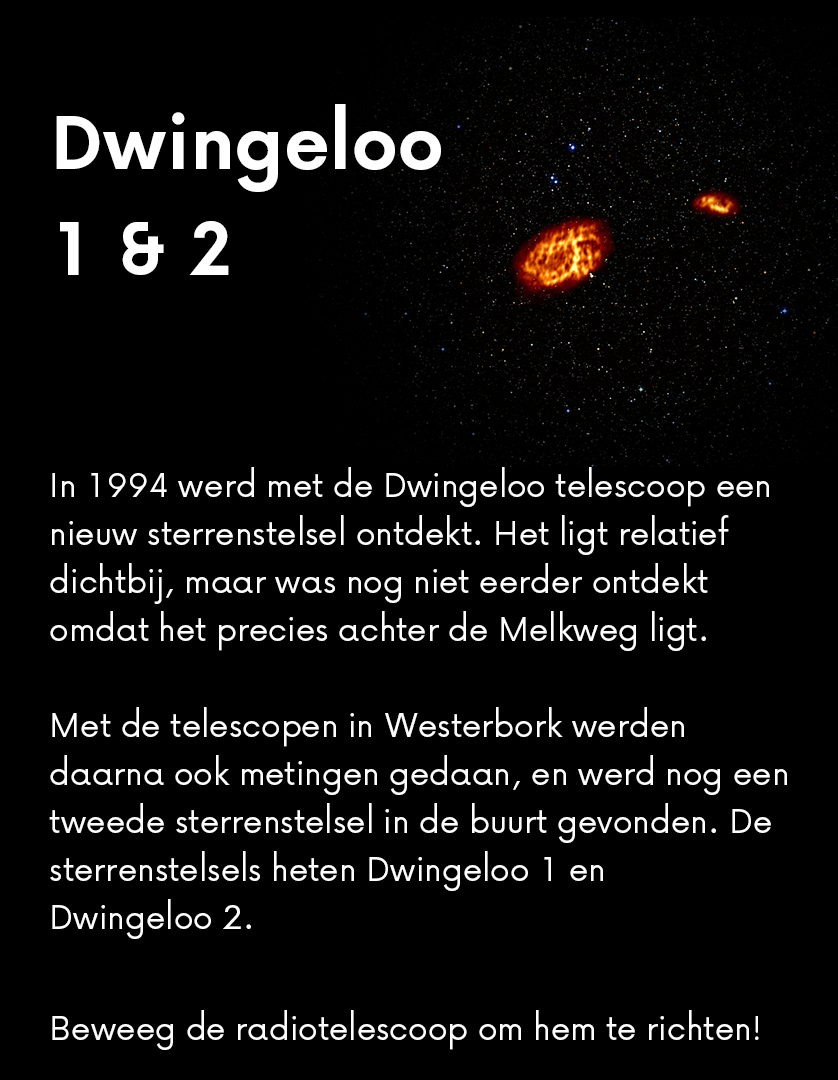 Dwingeloo
1 & 2
In 1994 werd met de Dwingeloo telescoop een
nieuw sterrenstelsel ontdekt. Het ligt relatief
dichtbij, maar was nog niet eerder ontdekt
omdat het precies achter de Melkweg ligt.
Met de telescopen in Westerbork werden
daarna ook metingen gedaan, en werd nog een
tweede sterrenstelsel in de buurt gevonden. De
sterrenstelsels heten Dwingeloo 1 en
Dwingeloo 2.
Beweeg de radiotelescoop om hem te richten!